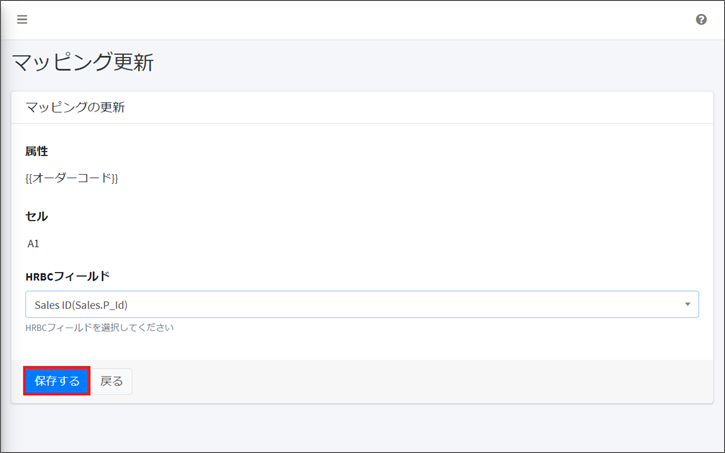 マッピング更新
マッピングの更新
属性
{{オーダーコード}}
セル
A1
HRBCフィールド
Sales ID(Sales.P_Id)
HRBCフィールドを選択してください
保存する 戻る